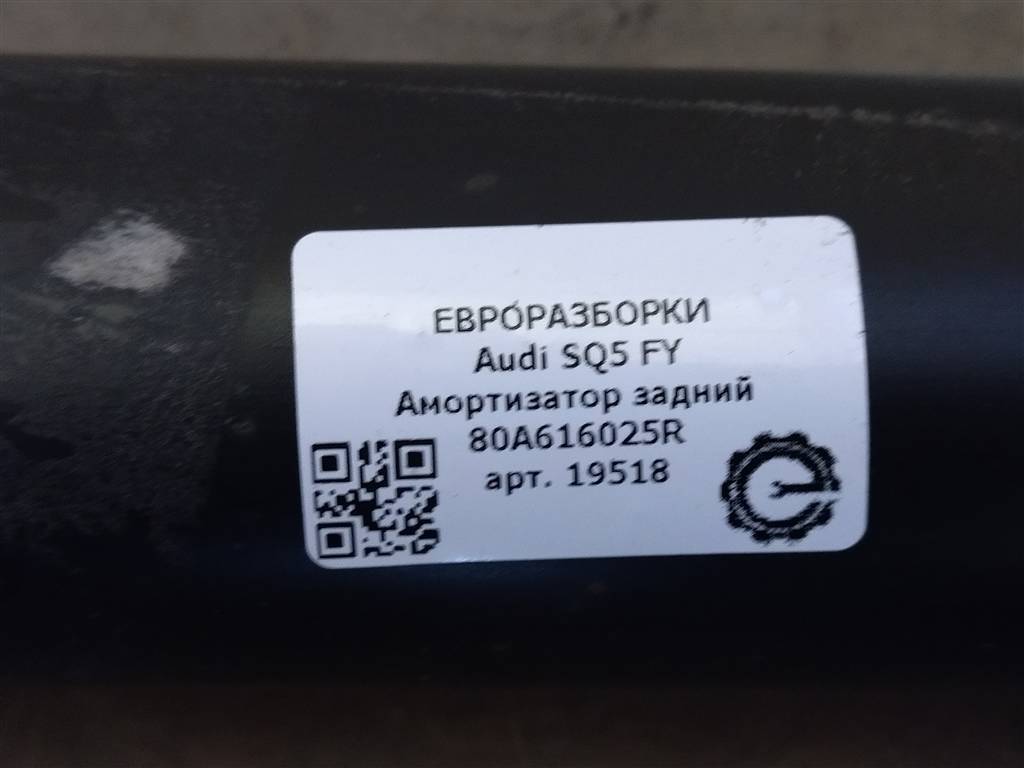 ЕВРОРАЗБОРКИ
Audi SQ5 FY
Амортизатор задний
80A616025R
арт. 19518